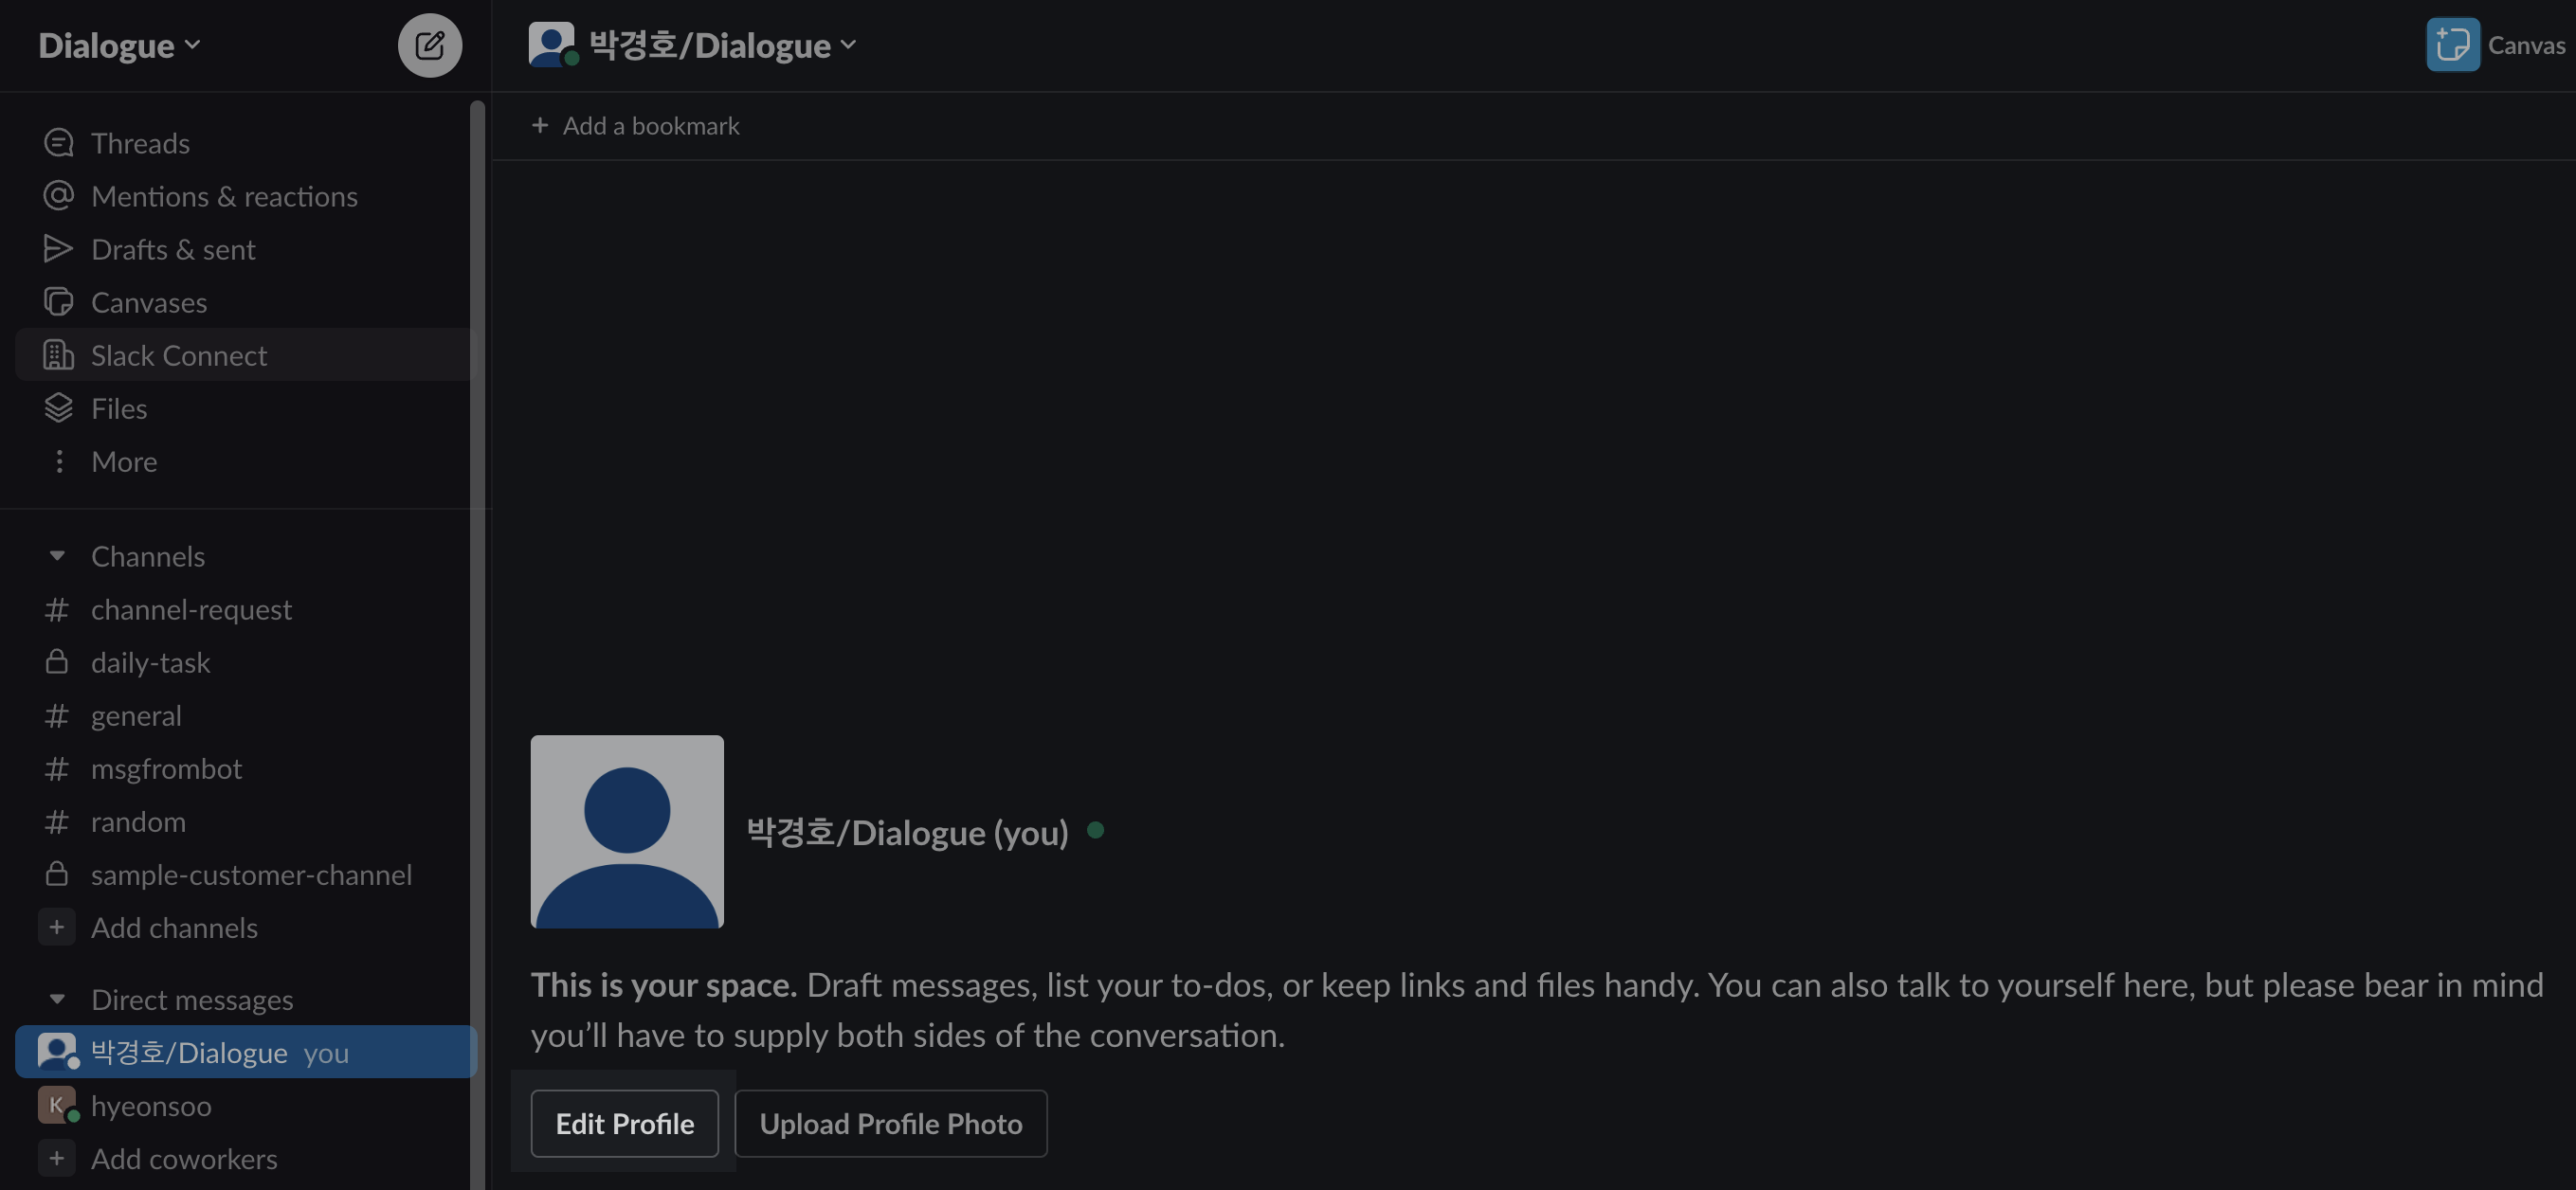 Dialogue
Threads
Mentions & reactions
Drafts & sent
Canvases
Slack Connect
Files
More
Channels
# channel-request
daily-task
# general
# msgfrombot
# random
sample-customer-channel
+ Add channels
Direct messages
박경호/Dialogue you
K hyeonsoo
+ Add coworkers
박경호/Dialogue
Canvas
+ Add a bookmark
박경호/Dialogue (you)
This is your space. Draft messages, list your to-dos, or keep links and files handy. You can also talk to yourself here, but please bear in mind
you’ll have to supply both sides of the conversation.
Edit Profile
Upload Profile Photo